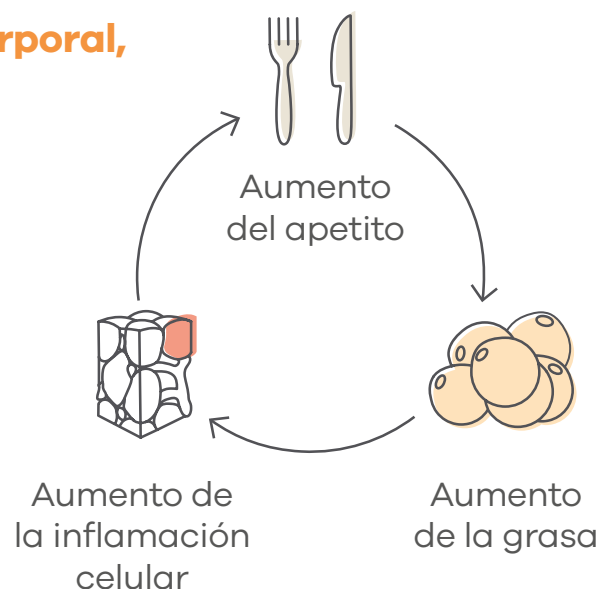 rporal,
Aumento
del apetito
Aumento de
la inflamación
celular
Aumento
de la grasa